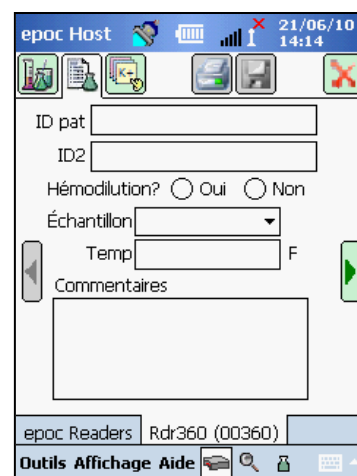 epoc Host 21/06/10
14:14
K+
ID pat
ID2
Hémodilution? Oui Non
Échantillon
Temp F
Commentaires
epoc Readers Rdr360 (00360)
Outils Affichage Aide